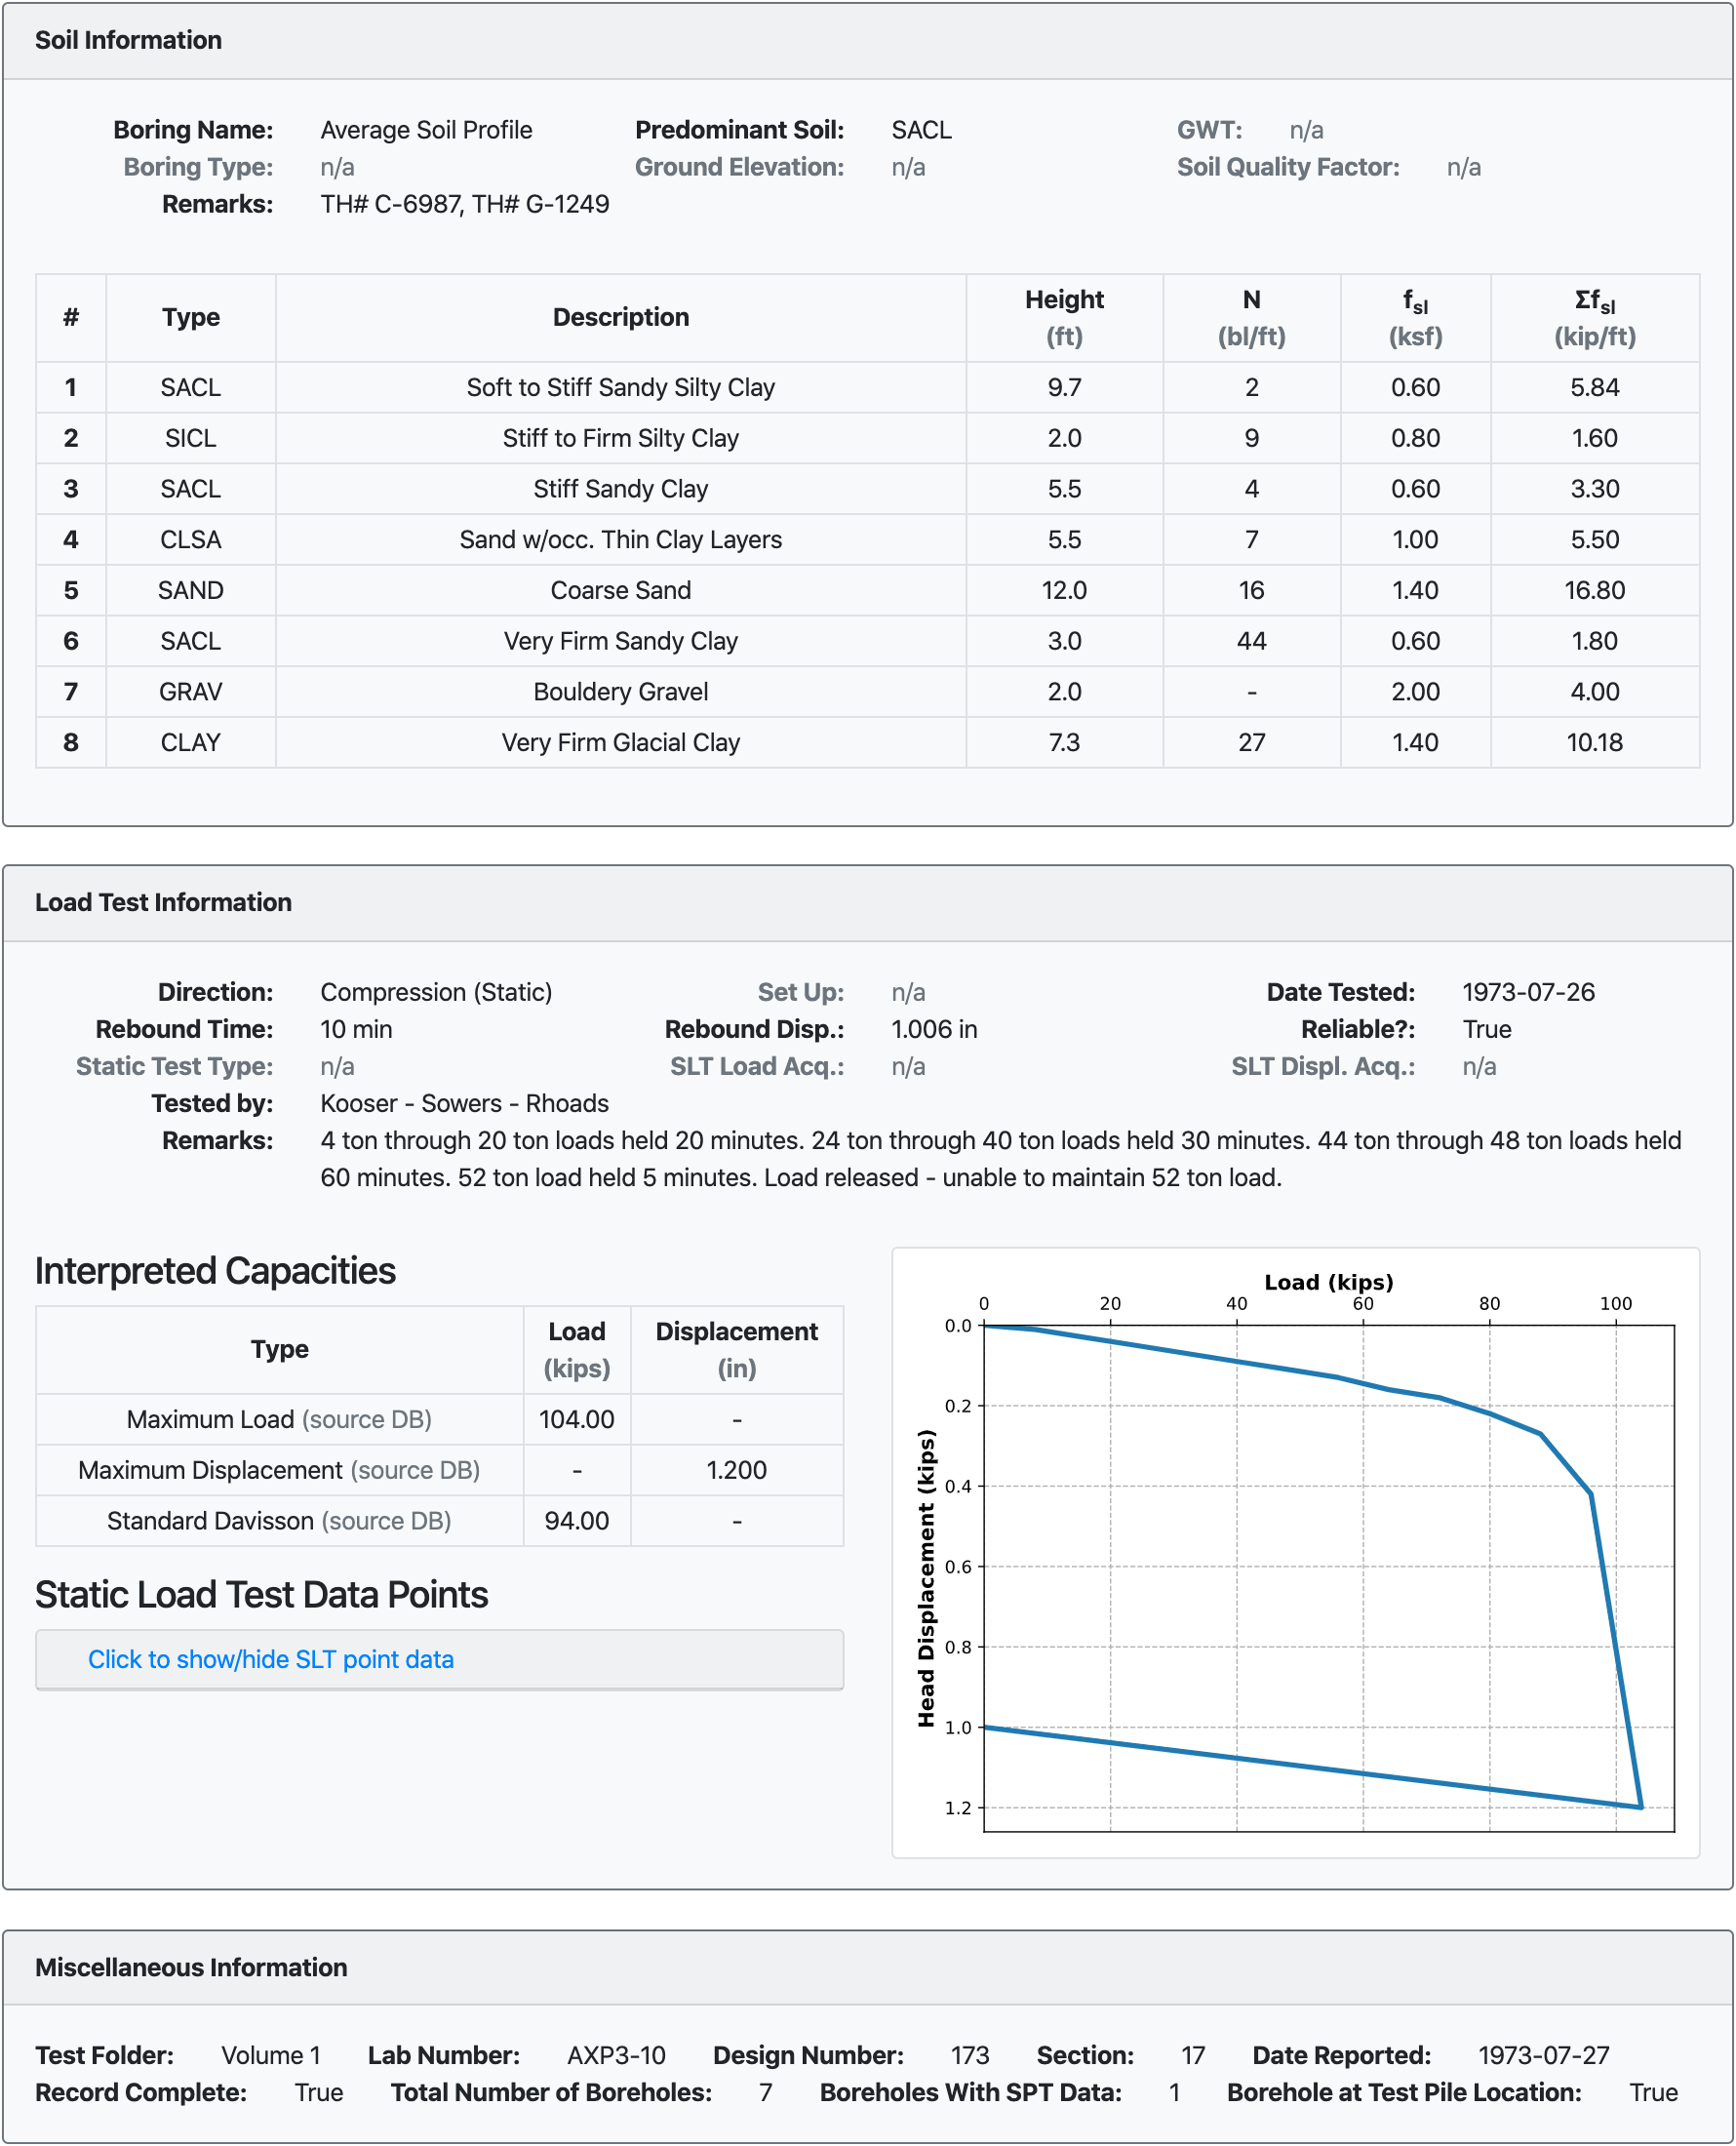 Soil Information
Boring Name: Average Soil Profile Predominant Soil: SACL GWT: n/a
Boring Type: n/a Ground Elevation: n/a Soil Quality Factor: n/a
Remarks: TH# C-6987, TH# G-1249
# Type Description Height (ft) N (bl/ft) fsl (ksf) Σfsl (kip/ft)
1 SACL Soft to Stiff Sandy Silty Clay 9.7 2 0.60 5.84
2 SICL Stiff to Firm Silty Clay 2.0 9 0.80 1.60
3 SACL Stiff Sandy Clay 5.5 4 0.60 3.30
4 CLSA Sand w/occ. Thin Clay Layers 5.5 7 1.00 5.50
5 SAND Coarse Sand 12.0 16 1.40 16.80
6 SACL Very Firm Sandy Clay 3.0 44 0.60 1.80
7 GRAV Bouldery Gravel 2.0 - 2.00 4.00
8 CLAY Very Firm Glacial Clay 7.3 27 1.40 10.18
Load Test Information
Direction: Compression (Static) Set Up: n/a Date Tested: 1973-07-26
Rebound Time: 10 min Rebound Disp.: 1.006 in Reliable?: True
Static Test Type: n/a SLT Load Acq.: n/a SLT Displ. Acq.: n/a
Tested by: Kooser - Sowers - Rhoads
Remarks: 4 ton through 20 ton loads held 20 minutes. 24 ton through 40 ton loads held 30 minutes. 44 ton through 48 ton loads held
60 minutes. 52 ton load held 5 minutes. Load released - unable to maintain 52 ton load.
Interpreted Capacities
Type Load (kips) Displacement (in)
Maximum Load (source DB) 104.00 -
Maximum Displacement (source DB) - 1.200
Standard Davisson (source DB) 94.00 -
Static Load Test Data Points
Click to show/hide SLT point data
Load (kips)
0 20 40 60 80 100
Head Displacement (kips)
0.0
0.2
0.4
0.6
0.8
1.0
1.2
Miscellaneous Information
Test Folder: Volume 1 Lab Number: AXP3-10 Design Number: 173 Section: 17 Date Reported: 1973-07-27
Record Complete: True Total Number of Boreholes: 7 Boreholes With SPT Data: 1 Borehole at Test Pile Location: True